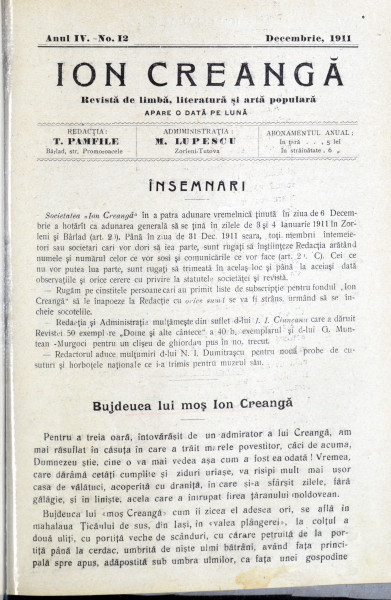 Anul IV. -No. 12 Decembrie, 1911
ION CREANGĂ
Revistă de limbă, literatură și artă populară
APARE O DATĂ PE LUNĂ
REDACȚIA:
T. PAMFILE
Bârlad, str. Promoroacele
ADMINISTRAȚIA:
M. LUPESCU
Zorleni-Tutova
ABONAMENTUL ANUAL:
în țară . . , 5 lei
în străinătate . 6 „
ÎNSEMNARI
Societatea „Ion Creangă" în a patra adunare vremelnică ținută în ziua de 6 Decem-
brie a hotărît ca adunarea generală să se țină în zilele de 3 și 4 Ianuarie 1911 în Zor-
leni și Bârlad (art. 2). Până în ziua de 31 Dec. 1911 seara, toți membrii întemeie-
tori sau societari cari vor dori să iea parte, sunt rugați să înștiințeze Redacția arătând
numele și numărul celor ce vor sosi și comunicările ce vor face (art. 2 C). Cei ce
nu vor putea lua parte, sunt rugați să trimeată în acelaș loc și până la aceiași dată
observațiile și orice cerere cu privire la statutele societății și revistă.
— Rugăm pe cinstitele persoane cari au primit liste de subscripție pentru fondul „Ion
Creangă" să le înapoeze la Redacție cu orice sumă se va fi strâns, urmând să se în-
cheie socotelile.
— Redacția și Administrația mulțămește din suflet d-lui I. I. care a dăruit
Revistei 50 exemplare „Doine și alte cântece" a 40 b, exemplarul și d-lui G. Mun-
tean -Murgoci pentru un clișeu de ghiordan pus în no, trecut.
— Redactorul aduce mulțumiri d-lui N. I. Dumitrașcu pentru nouă probe de cu-
suturi și horbotele naționale ce i-a trimis pentru muzeul săn.
Bujdeuca lui moș Ion Creangă
Pentru a treia oară, întovărășit de un admirator a lui Creangă, am
mai răsuflat în căsuța în care a trăit marele povestitor, căci de acuma,
Dumnezeu știe, cine o va mai vedea așa cum a fost ea odată! Vremea,
care dărâmă cetăți cumplite și ziduri uriașe, va risipi mult mai ușor
casa de vălătuci, acoperită cu draniță, în care și-a sfârșit zilele, fără
gălăgie, și în liniște, acela care a intrupat firea țăranului moldovean.
Bujdeuca lui «moș Creangă» cum îi zicea el adesea ori, se află în
mahalaua Țicăului de sus, din Iași, în «valea plângerei», la colțul a
două uliți, cu portiță veche de scânduri, cu cărare petruită de la por-
tiță până la cerdac, umbrită de niște ulmi bătrâni, având fața princi-
pală spre apus, adăpostită sub umbra ulmilor, ca fața unei gospodine